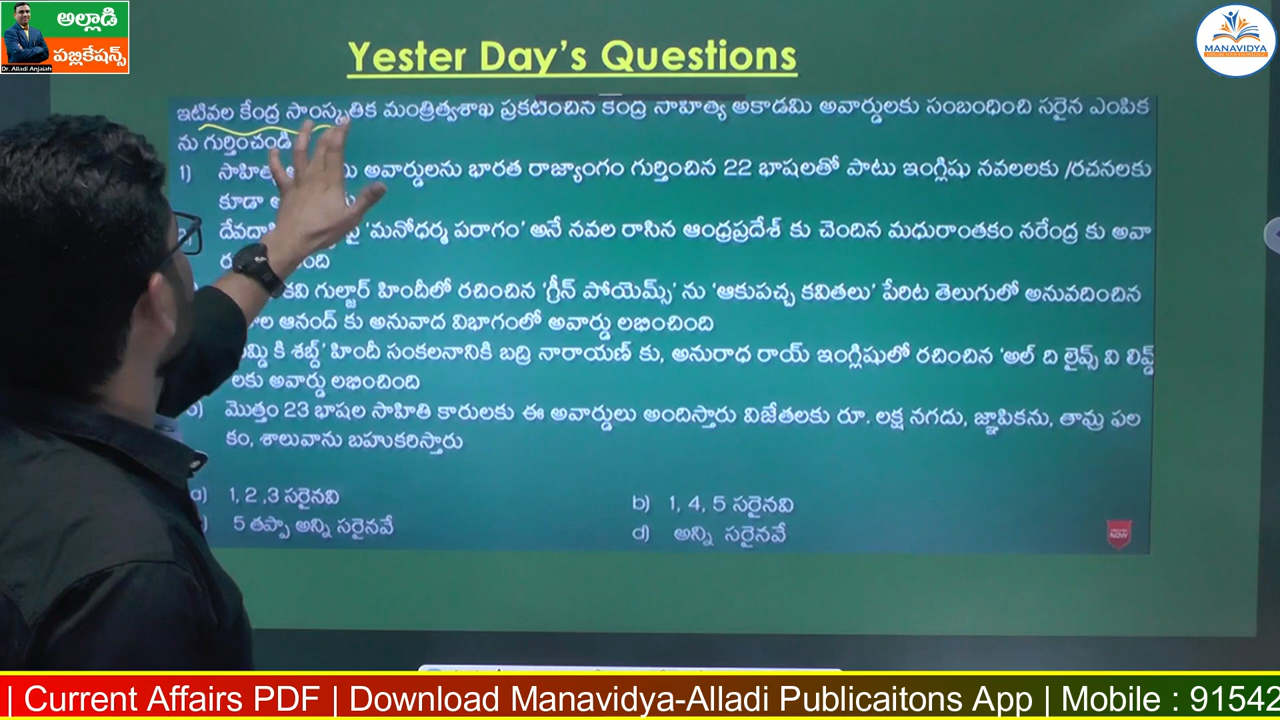 అల్లాడి
పబ్లికేషన్స్
Dr. Alladi Anjaiah
MANAVIDYA
Yester Day's Questions
ఇటివల కేంద్ర సాంస్కృతిక మంత్రిత్వశాఖ ప్రకటించిన కేంద్ర సాహిత్య అకాడమి అవార్డులకు సంబంధించి సరైన ఎంపిక
ను గుర్తించండి
1) అవార్డులను భారత రాజ్యాంగం గుర్తించిన 22 భాషలతో పాటు ఇంగ్లిషు నవలలకు /రచనలకు
కూడా
'మనోధర్మ పరాగం' అనే నవల రాసిన ఆంధ్రప్రదేశ్ కు చెందిన మధురాంతకం నరేంద్ర కు అవా
కవి గుల్జార్ హిందీలో రచించిన 'గ్రీన్ పోయెమ్స్' ను 'ఆకుపచ్చ కవితలు' పేరిట తెలుగులో అనువదించిన
ఆనంద్ కు అనువాద విభాగంలో అవార్డు లభించింది
కి శబ్ద్' హిందీ సంకలనానికి బద్రి నారాయణ్ కు, అనురాధ రాయ్ ఇంగ్లిషులో రచించిన 'అల్ ది లైవ్స్ వి లివ్డ్
లకు అవార్డు లభించింది
మొత్తం 23 భాషల సాహితి కారులకు ఈ అవార్డులు అందిస్తారు విజేతలకు రూ. లక్ష నగదు, జ్ఞాపికను, తామ్ర ఫల
కం, శాలువాను బహుకరిస్తారు
a) 1, 2 ,3 సరైనవి
b) 1, 4, 5 సరైనవి
5 తప్పా అన్ని సరైనవే
d) అన్ని సరైనవే
NOW
| Current Affairs PDF | Download Manavidya-Alladi Publicaitons App | Mobile : 91542